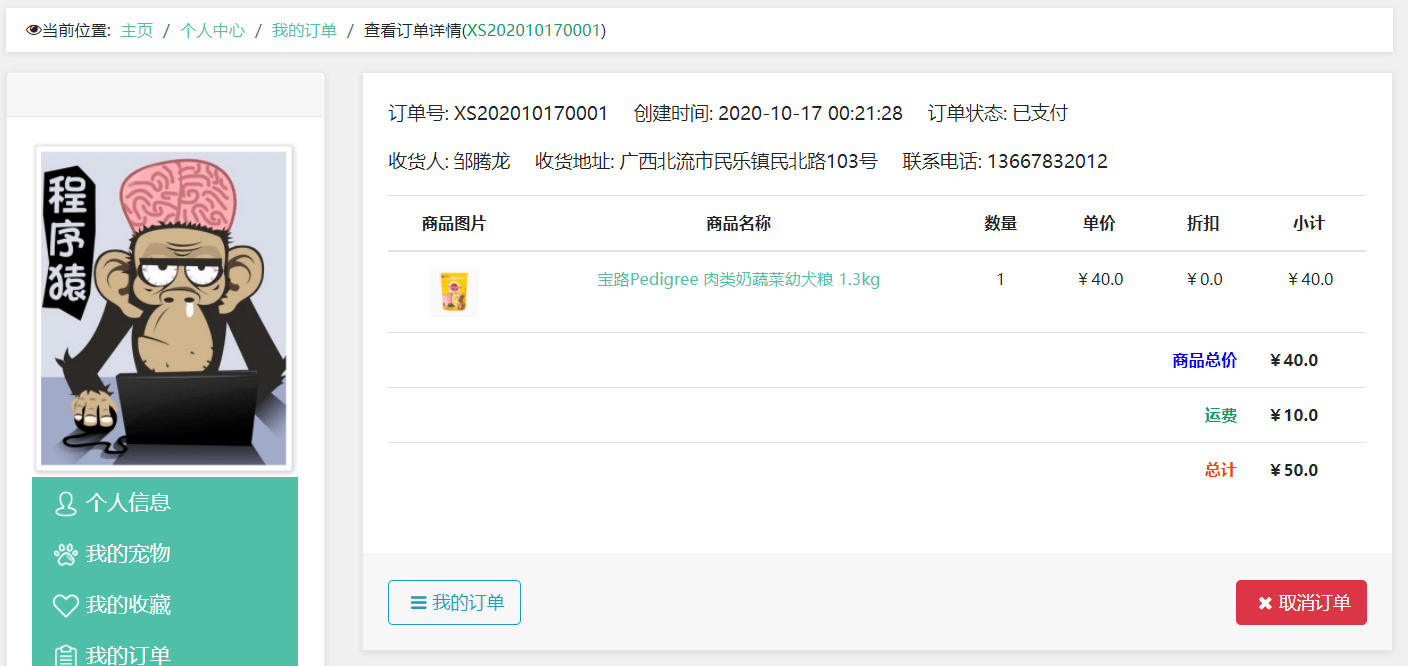 当前位置: 主页 / 个人中心 / 我的订单 / 查看订单详情(XS202010170001)
订单号: XS202010170001 创建时间: 2020-10-17 00:21:28 订单状态: 已支付
收货人: 邹腾龙 收货地址: 广西北流市民乐镇民北路103号 联系电话: 13667832012
商品图片 商品名称 数量 单价 折扣 小计
宝路Pedigree 肉类奶蔬菜幼犬粮 1.3kg 1 ￥40.0 ￥0.0 ￥40.0
商品总价 ￥40.0
运费 ￥10.0
总计 ￥50.0
我的订单 取消订单
程序猿
个人信息
我的宠物
我的收藏
我的订单